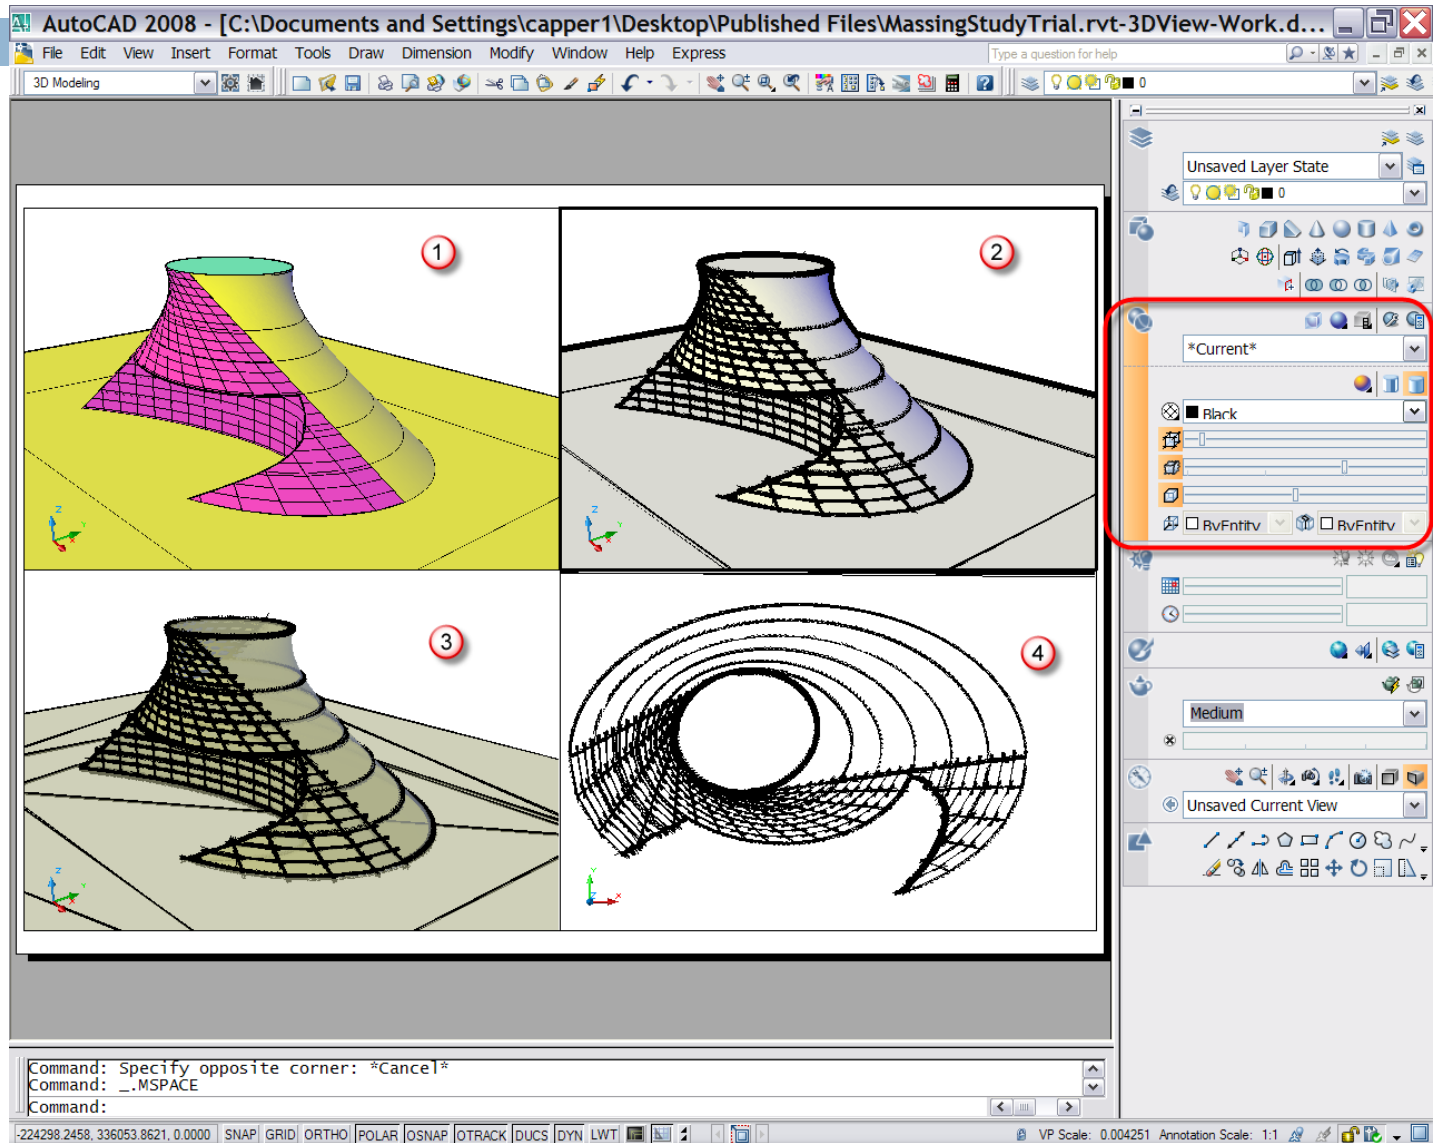 AutoCAD 2008 - [C:\Documents and Settings\capper1\Desktop\Published Files\MassingStudyTrial.rvt-3DView-Work.d...
File Edit View Insert Format Tools Draw Dimension Modify Window Help Express
Type a question for help
3D Modeling
0
Unsaved Layer State
0
1
2
*Current*
Black
ByEntity ByEntity
Z
Y
X
Z
Y
X
3
4
Medium
Unsaved Current View
Z
Y
X
Y
Z
X
Command: Specify opposite corner: *Cancel*
Command: _.MSPACE
Command:
-224298.2458, 336053.8621, 0.0000 SNAP GRID ORTHO POLAR OSNAP OTRACK DUCS DYN LWT VP Scale: 0.004251 Annotation Scale: 1:1